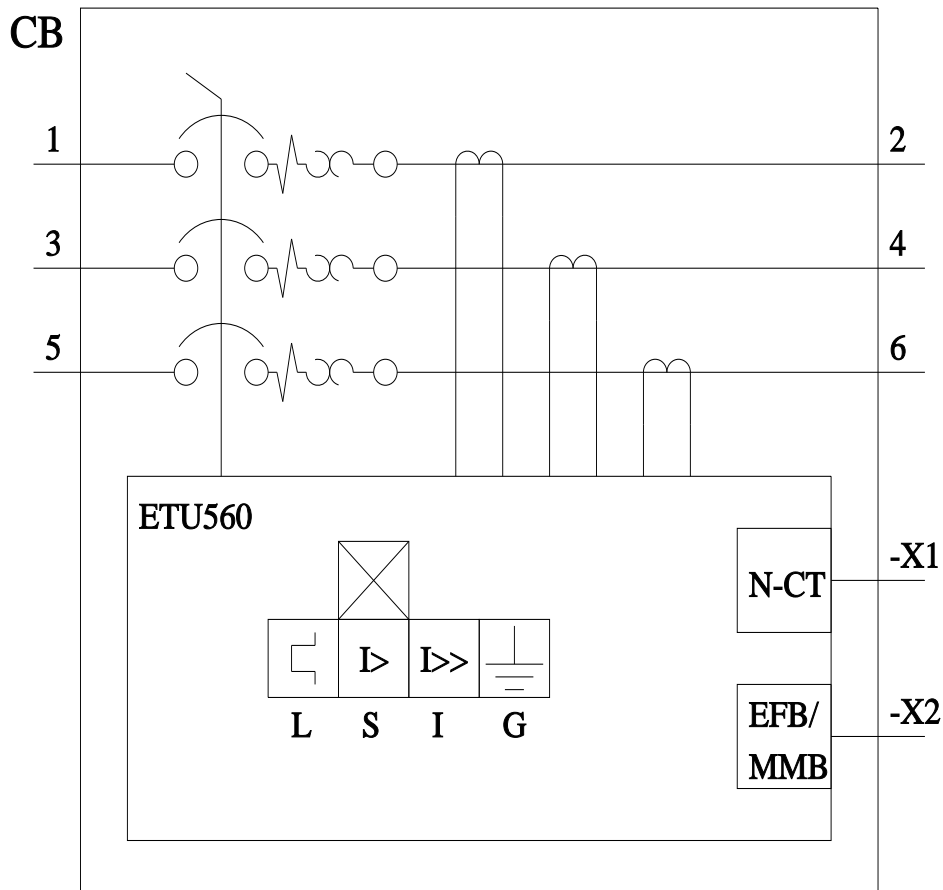 CB
1 2
3 4
5 6
ETU560
N-CT -X1
I> I>>
L S I G
EFB/ -X2
MMB